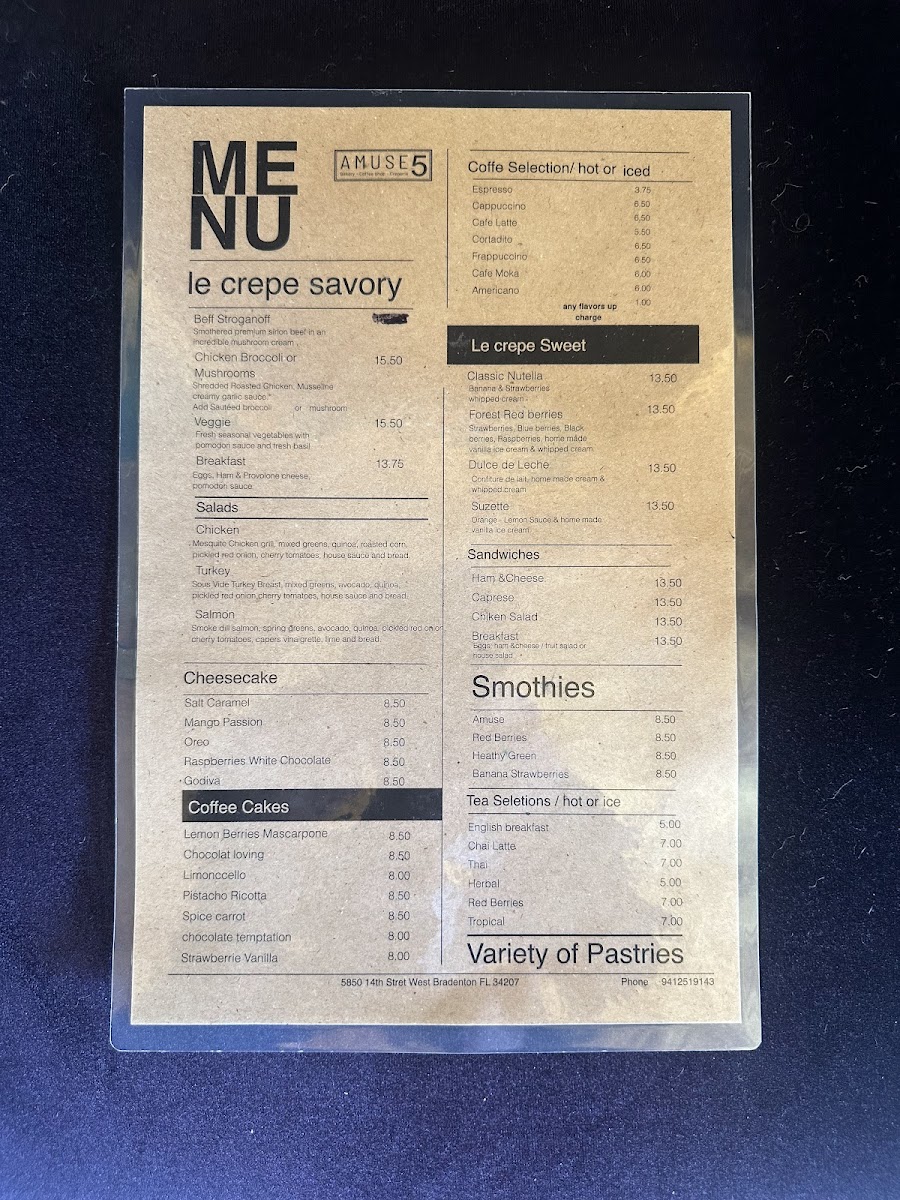 ME
NU
AMUSE 5
le crepe savory
Beff Stroganoff
Smothered premium sirlon beef in an
incredible mushroom cream .
Chicken Broccoli or 15.50
Mushrooms
Shredded Roasted Chicken, Musseline
creamy garlic sauce.*
Add Sautéed broccoli or mushroom
Veggie 15.50
Fresh seasonal vegetables with
pomodori sauce and fresh basil
Breakfast 13.75
Eggs, Ham & Provolone cheese,
pomodori sauce
Salads
Chicken
Mesquite Chicken grill, mixed greens, quinoa, roasted corn,
pickled red onion, cherry tomatoes, house sauce and bread.
Turkey
Sous Vide Turkey Breast, mixed greens, avocado, quinoa,
pickled red onion,cherry tomatoes, house sauce and bread.
Salmon
Smoke dill salmon, spring greens, avocado, quinoa, pickled red onion
cherry tomatoes, capers vinaigrette, lime and bread.
Cheesecake
Salt Caramel 8.50
Mango Passion 8.50
Oreo 8.50
Raspberries White Chocolate 8.50
Godiva 8.50
Coffee Cakes
Lemon Berries Mascarpone 8.50
Chocolat loving 8.50
Limonccello 8.00
Pistacho Ricotta 8.50
Spice carrot 8.50
chocolate temptation 8.00
Strawberrie Vanilla 8.00
Coffe Selection/ hot or iced
Espresso 3.75
Cappuccino 6.50
Cafe Latte 6,50
Cortadito 5.50
Frappuccino 6.50
Cafe Moka 6.50
Americano 6,00
6.00
any flavors up 1.00
charge
Le crepe Sweet
Classic Nutella 13.50
Banana & Strawberries
whipped cream
Forest Red berries 13.50
Strawberries, Blue berries, Black
berries, Raspberries, home made
vanilla ice cream & whipped cream
Dulce de Leche 13.50
Confiture de lait, home made cream &
whipped cream
Suzette 13.50
Orange - Lemon Sauce & home made
vanilla ice cream
Sandwiches
Ham &Cheese 13.50
Caprese 13.50
Chiken Salad 13.50
Breakfast 13.50
Eggs, ham &cheese / fruit salad or
house salad
Smothies
Amuse 8.50
Red Berries 8.50
Heathy Green 8.50
Banana Strawberries 8.50
Tea Seletions / hot or ice
English breakfast 5.00
Chai Latte 7.00
Thai 7.00
Herbal 5.00
Red Berries 7.00
Tropical 7.00
Variety of Pastries
5850 14th Stret West Bradenton FL 34207 Phone 9412519143